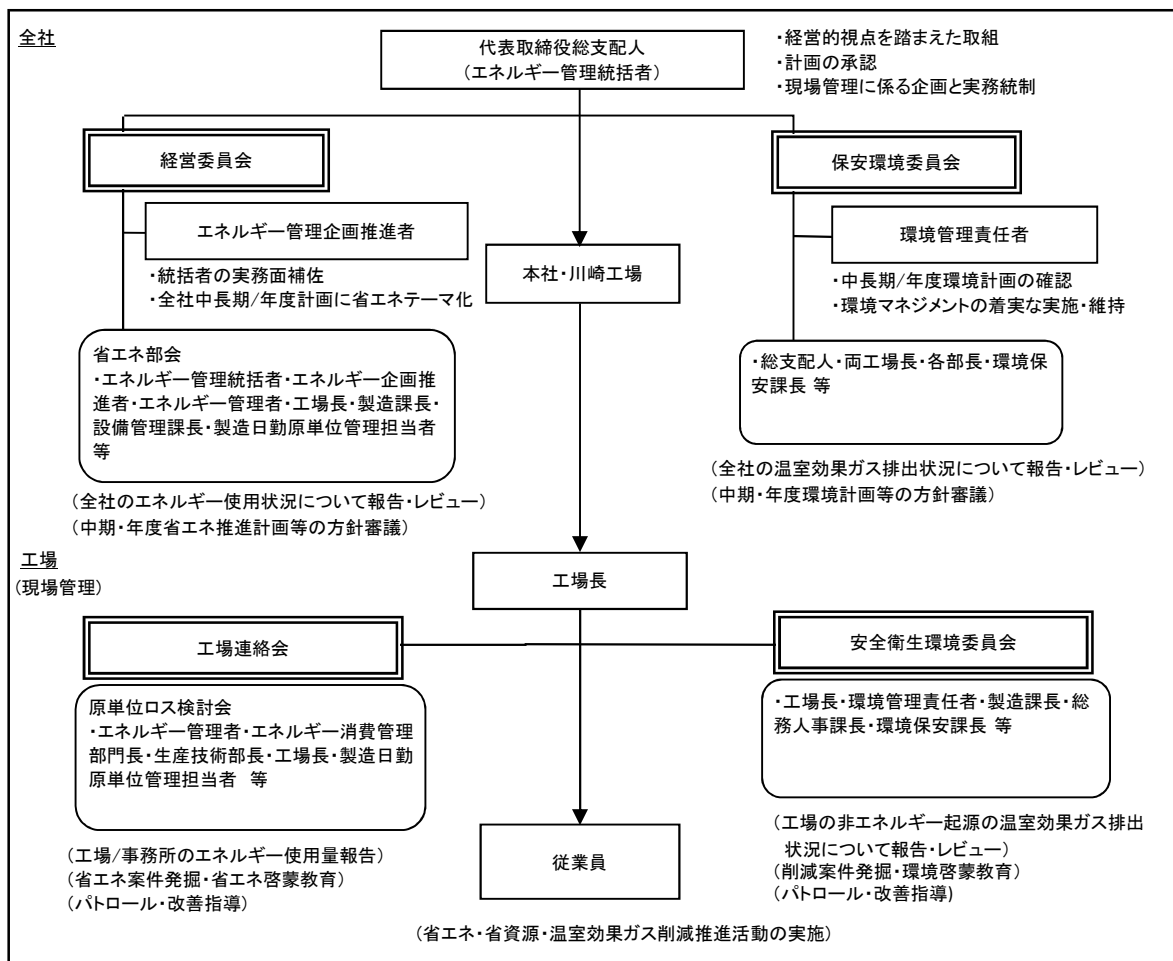 全社
代表取締役総支配人
(エネルギー管理統括者)
・経営的視点を踏まえた取組
・計画の承認
・現場管理に係る企画と実務統制
経営委員会
保安環境委員会
エネルギー管理企画推進者
・統括者の実務面補佐
・全社中長期/年度計画に省エネテーマ化
本社・川崎工場
環境管理責任者
・中長期/年度環境計画の確認
・環境マネジメントの着実な実施・維持
省エネ部会
・エネルギー管理統括者・エネルギー企画推
進者・エネルギー管理者・工場長・製造課長・
設備管理課長・製造日勤原単位管理担当者
等
・総支配人・両工場長・各部長・環境保
安課長 等
(全社のエネルギー使用状況について報告・レビュー)
(中期・年度省エネ推進計画等の方針審議)
(全社の温室効果ガス排出状況について報告・レビュー)
(中期・年度環境計画等の方針審議)
工場
(現場管理)
工場長
工場連絡会
安全衛生環境委員会
原単位ロス検討会
・エネルギー管理者・エネルギー消費管理
部門長・生産技術部長・工場長・製造日勤
原単位管理担当者 等
・工場長・環境管理責任者・製造課長・総
務人事課長・環境保安課長 等
(工場/事務所のエネルギー使用量報告)
(省エネ案件発掘・省エネ啓蒙教育)
(パトロール・改善指導)
従業員
(工場の非エネルギー起源の温室効果ガス排出
状況について報告・レビュー)
(削減案件発掘・環境啓蒙教育)
(パトロール・改善指導)
(省エネ・省資源・温室効果ガス削減推進活動の実施)